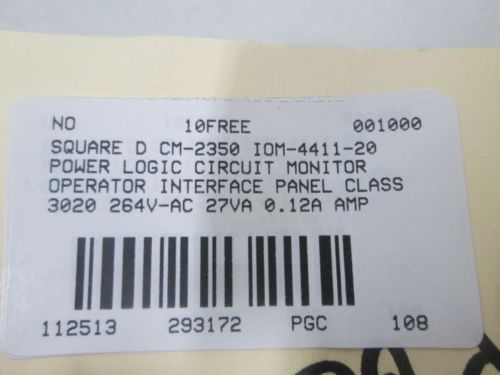 NO 10FREE 001000
SQUARE D CM-2350 IOM-4411-20
POWER LOGIC CIRCUIT MONITOR
OPERATOR INTERFACE PANEL CLASS
3020 264V-AC 27VA 0.12A AMP
112513 293172 PGC 108